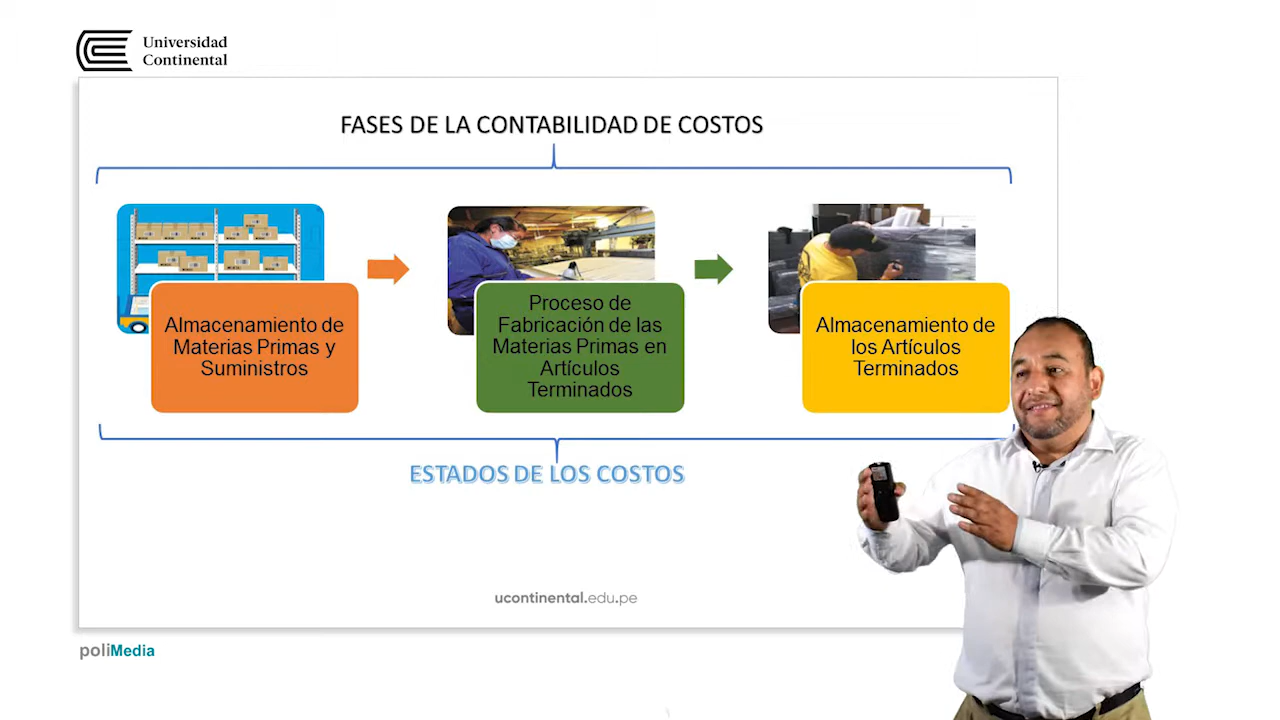 Universidad
Continental
FASES DE LA CONTABILIDAD DE COSTOS
Almacenamiento de
Materias Primas y
Suministros
Proceso de
Fabricación de las
Materias Primas en
Artículos
Terminados
Almacenamiento de
los Artículos
Terminados
ESTADOS DE LOS COSTOS
ucontinental.edu.pe
poliMedia